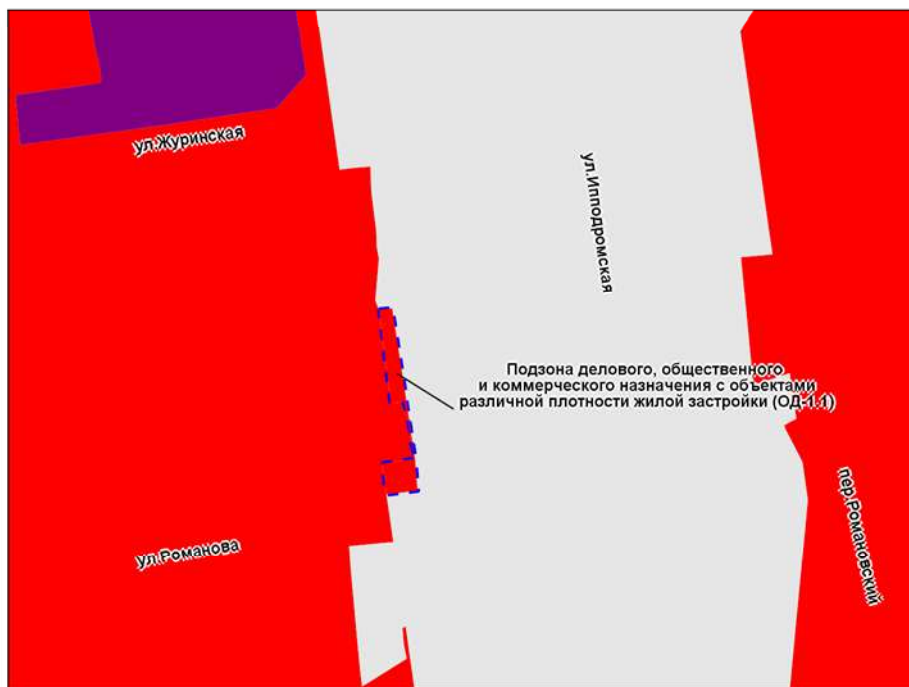 ул.Журинская
ул.Ипподромская
Подзона делового, общественного
и коммерческого назначения с объектами
различной плотности жилой застройки (ОД-1.1)
ул.Романова
пер.Романовский